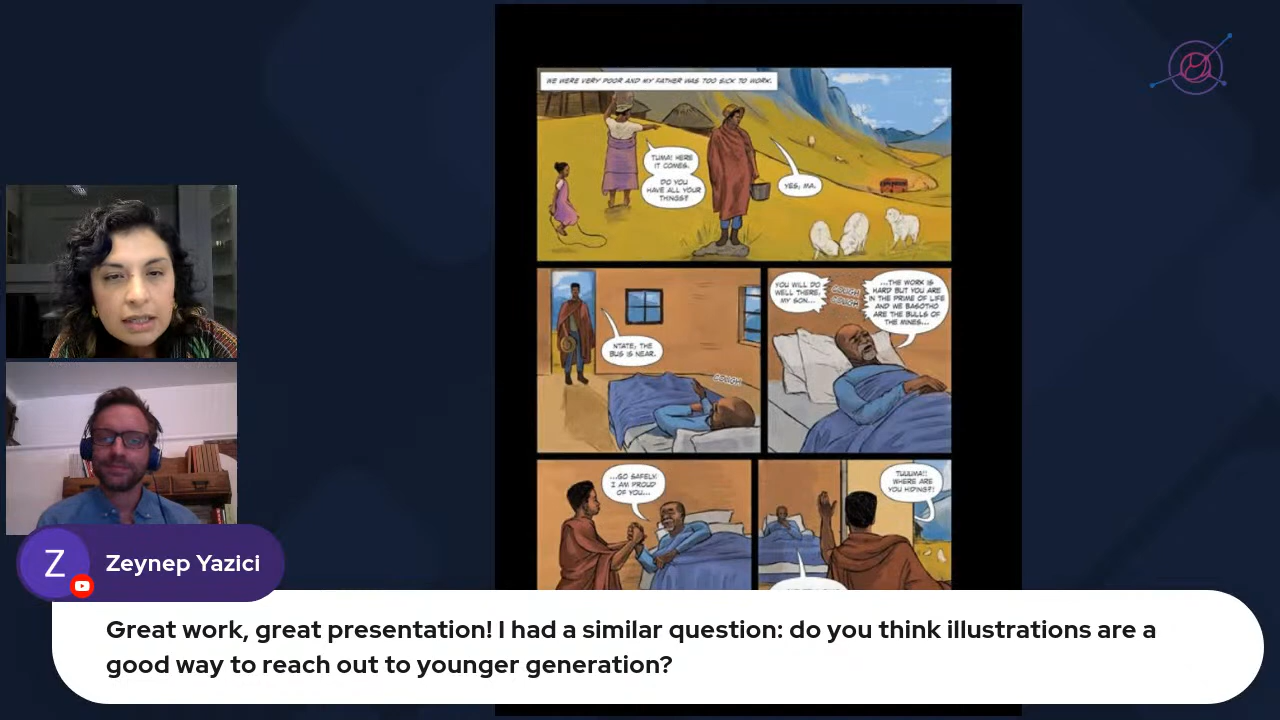 WE WERE VERY POOR AND MY FATHER WAS TOO SICK TO WORK.
TUMA! HERE
IT COMES.
DO YOU
HAVE ALL YOUR
THINGS?
YES, MA.
NTATE, THE
BUS IS NEAR.
COUGH
YOU WILL DO
WELL THERE,
MY SON...
COUGH
COUGH
...THE WORK IS
HARD BUT YOU ARE
IN THE PRIME OF LIFE
AND WE BASOTHO
ARE THE BULLS OF
THE MINES...
...GO SAFELY.
I AM PROUD
OF YOU...
TUUUMA!!
WHERE ARE
YOU HIDING?!
Z
Zeynep Yazici
Great work, great presentation! I had a similar question: do you think illustrations are a
good way to reach out to younger generation?